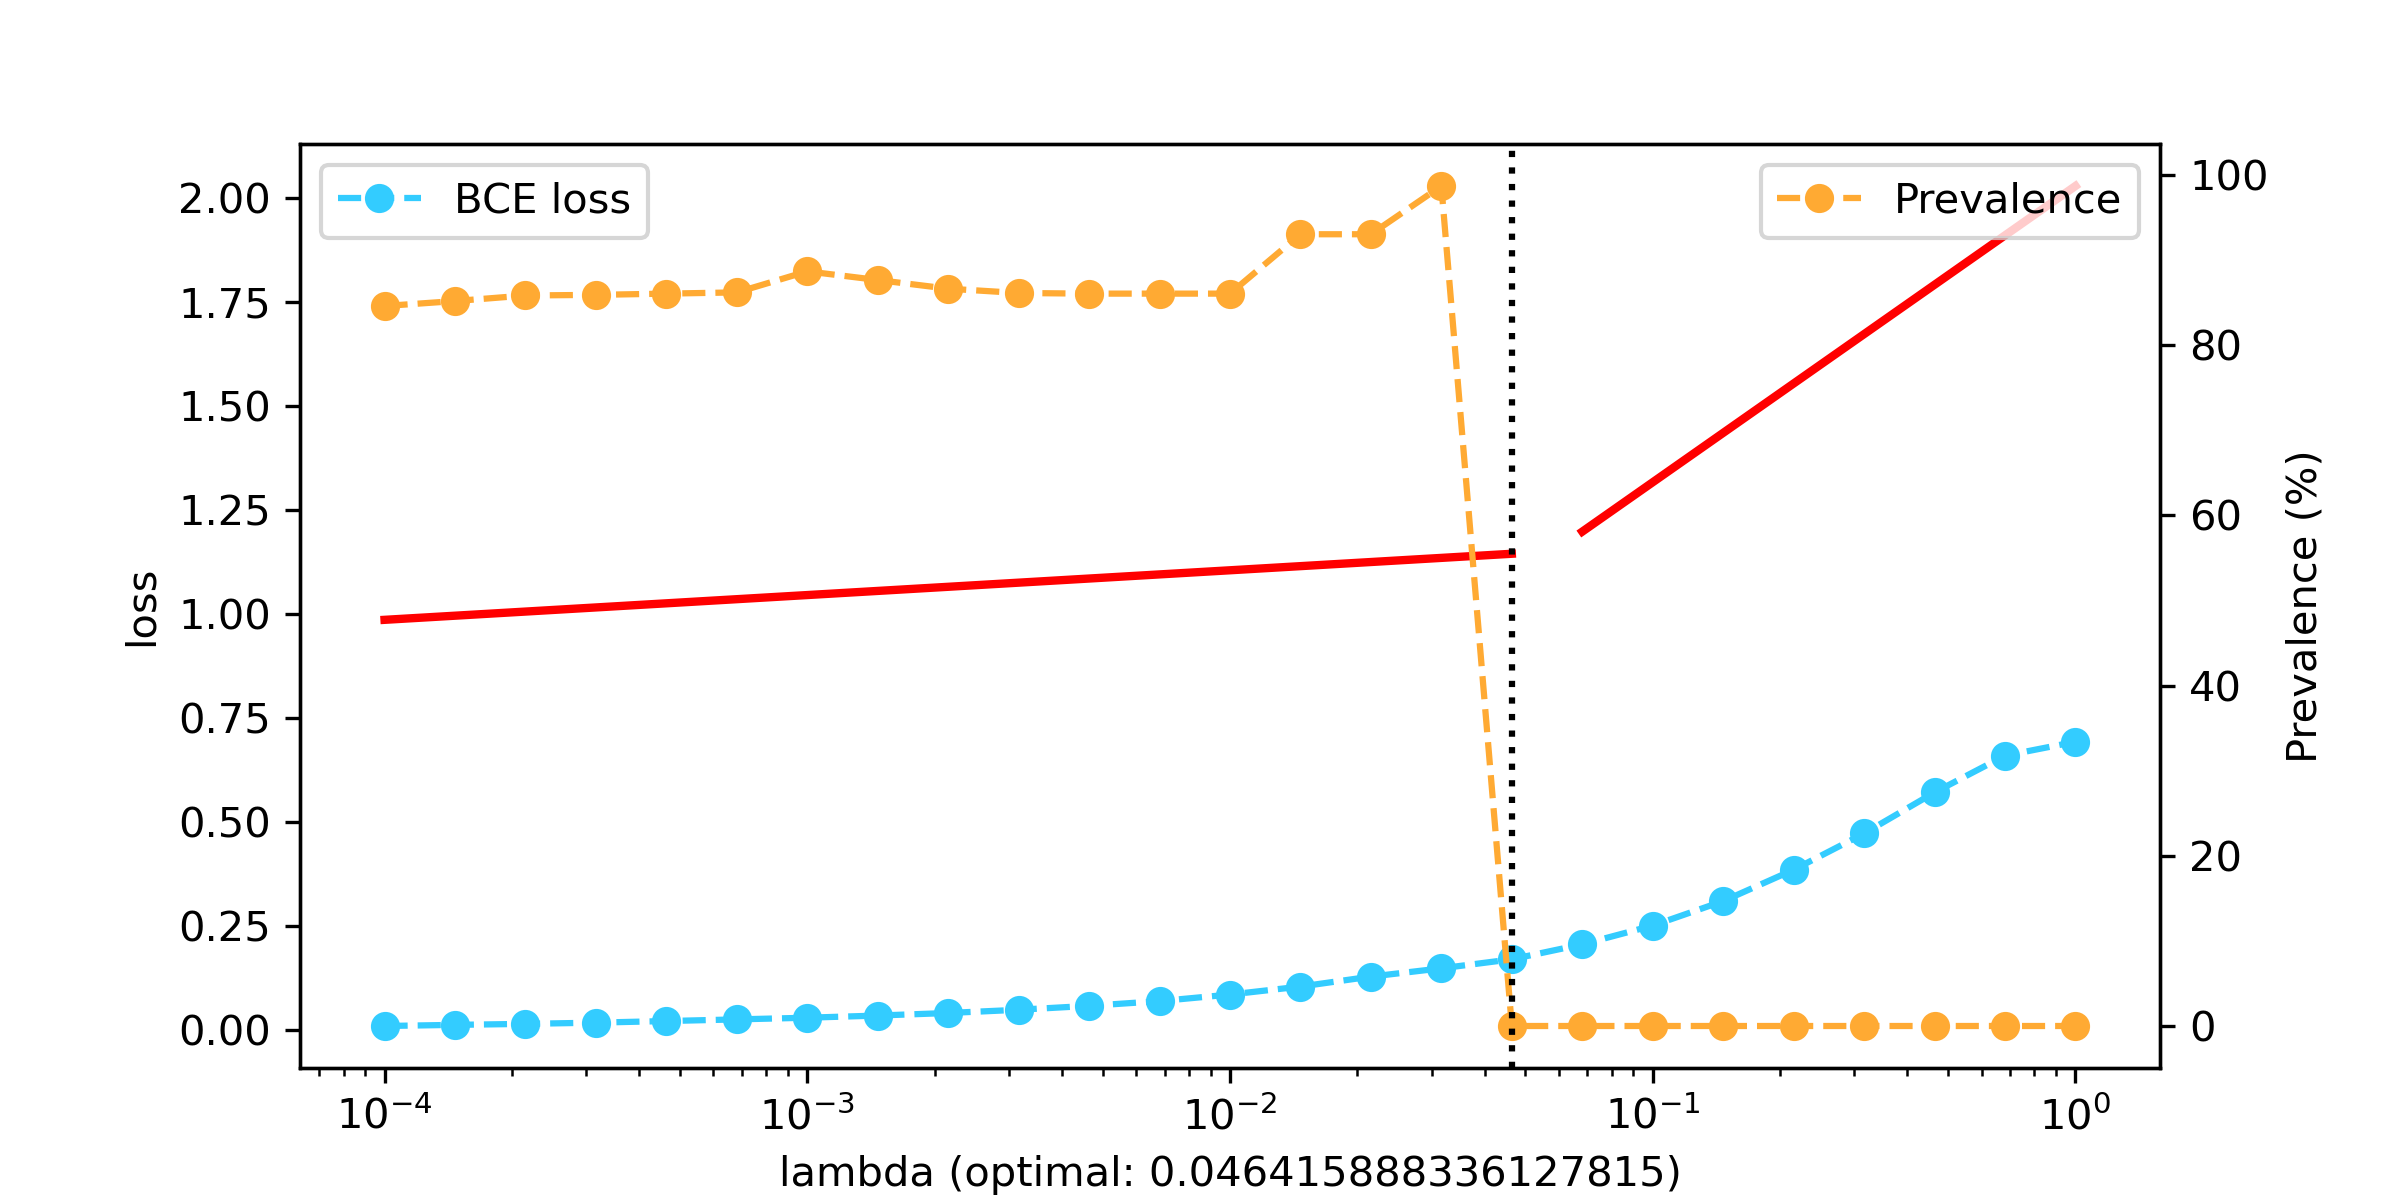 BCE loss
Prevalence
2.00
1.75
1.50
1.25
1.00
0.75
0.50
0.25
0.00
loss
100
80
60
40
20
0
Prevalence (%)
10⁻⁴ 10⁻³ 10⁻² 10⁻¹ 10⁰
lambda (optimal: 0.046415888336127815)